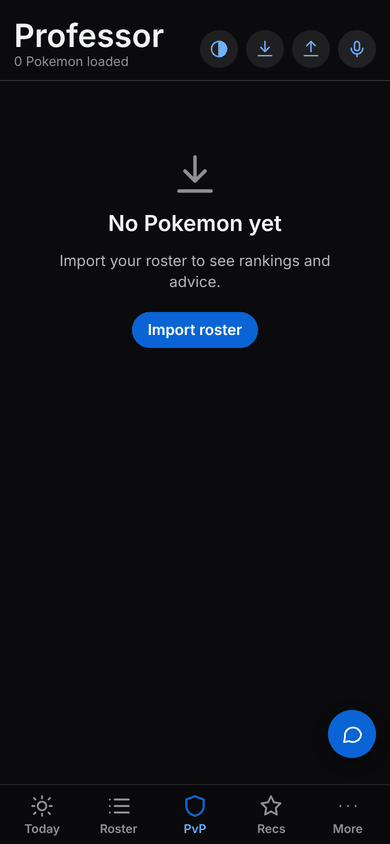 Professor
0 Pokemon loaded
No Pokemon yet
Import your roster to see rankings and
advice.
Import roster
Today
Roster
PvP
Recs
More